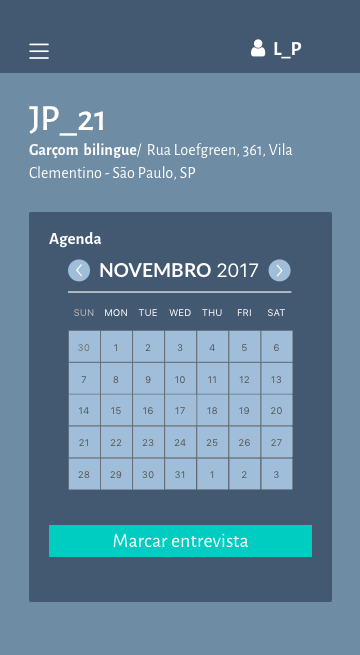 L_P
JP_21
Garçom bilingue/ Rua Loefgreen, 361, Vila
Clementino - São Paulo, SP
Agenda
NOVEMBRO 2017
SUN MON TUE WED THU FRI SAT
30 1 2 3 4 5 6
7 8 9 10 11 12 13
14 15 16 17 18 19 20
21 22 23 24 25 26 27
28 29 30 31 1 2 3
Marcar entrevista